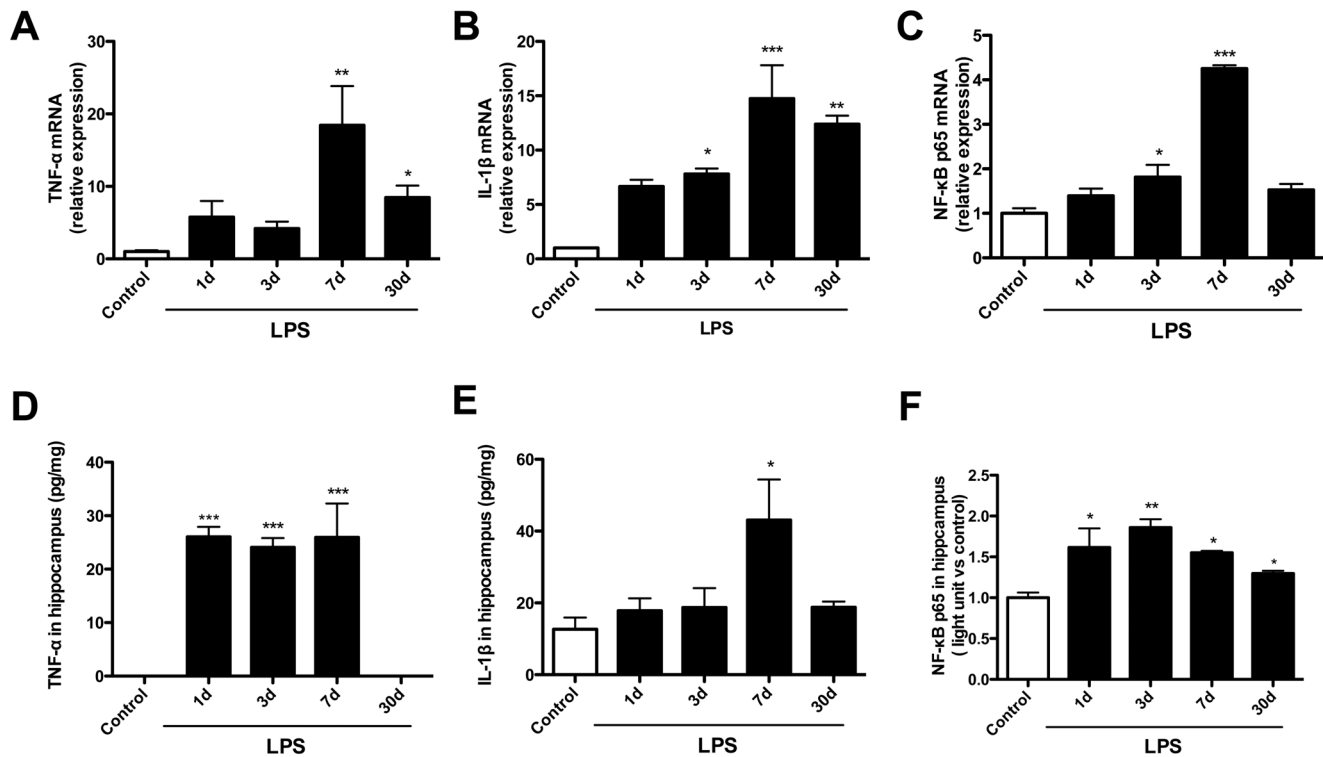 A
TNF-α mRNA
(relative expression)
30
20
10
0
**
*
Control
1d
3d
7d
30d
LPS
B
IL-1β mRNA
(relative expression)
20
15
10
5
0
*
***
**
Control
1d
3d
7d
30d
LPS
C
NF-κB p65 mRNA
(relative expression)
5
4
3
2
1
0
*
***
Control
1d
3d
7d
30d
LPS
D
TNF-α in hippocampus (pg/mg)
40
30
20
10
0
***
***
***
Control
1d
3d
7d
30d
LPS
E
IL-1β in hippocampus (pg/mg)
60
40
20
0
*
Control
1d
3d
7d
30d
LPS
F
NF-κB p65 in hippcampus
( light unit vs control)
2.5
2.0
1.5
1.0
0.5
0.0
*
**
*
*
Control
1d
3d
7d
30d
LPS